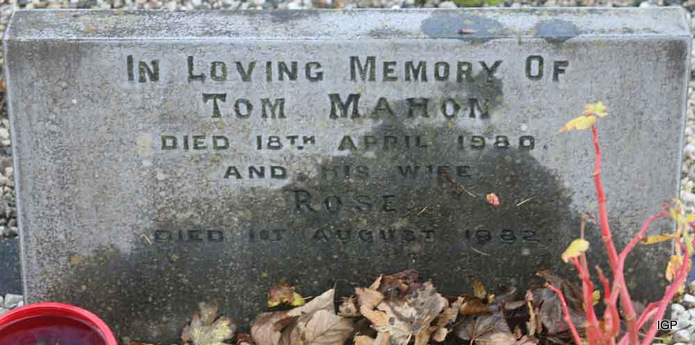 In Loving Memory Of
Tom Mahon
DIED 18TH APRIL 1980.
AND HIS WIFE
ROSE
DIED 1ST AUGUST 1982.
IGP